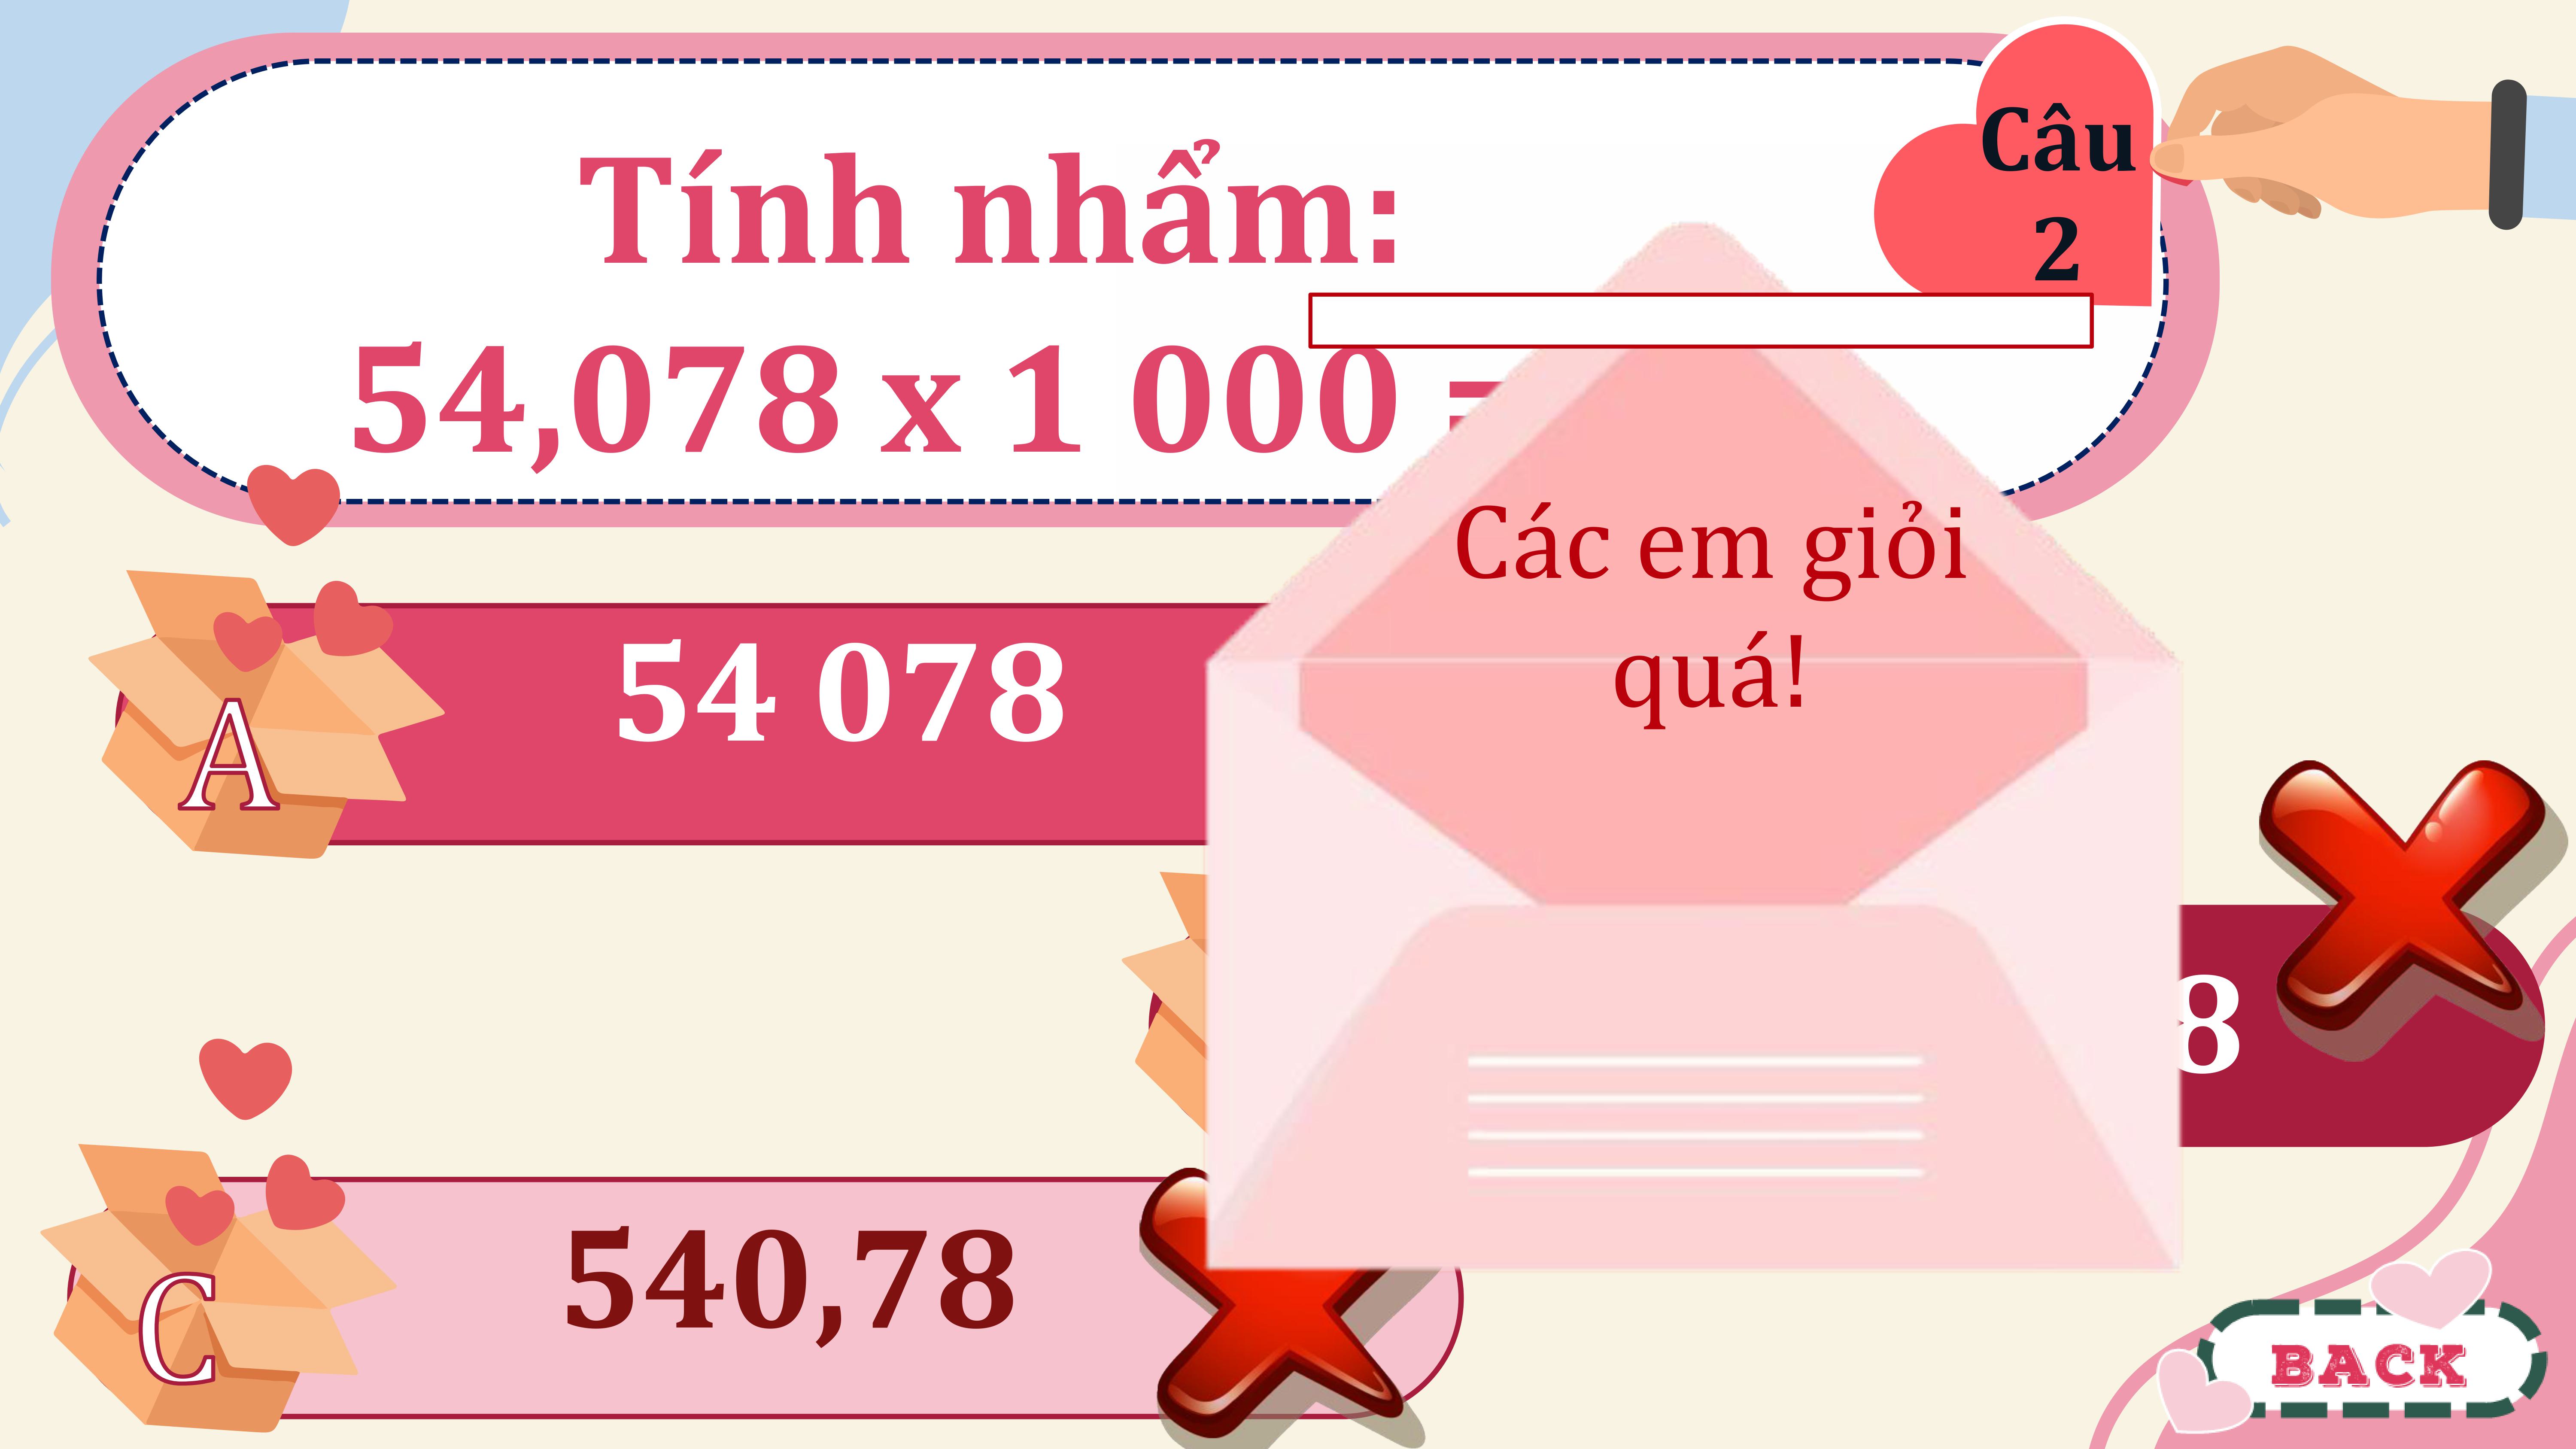 Câu
2
Tính nhẩm:
54,078 x 1 000 =
Các em giỏi
quá!
A
54 078
8
C
540,78
BACK